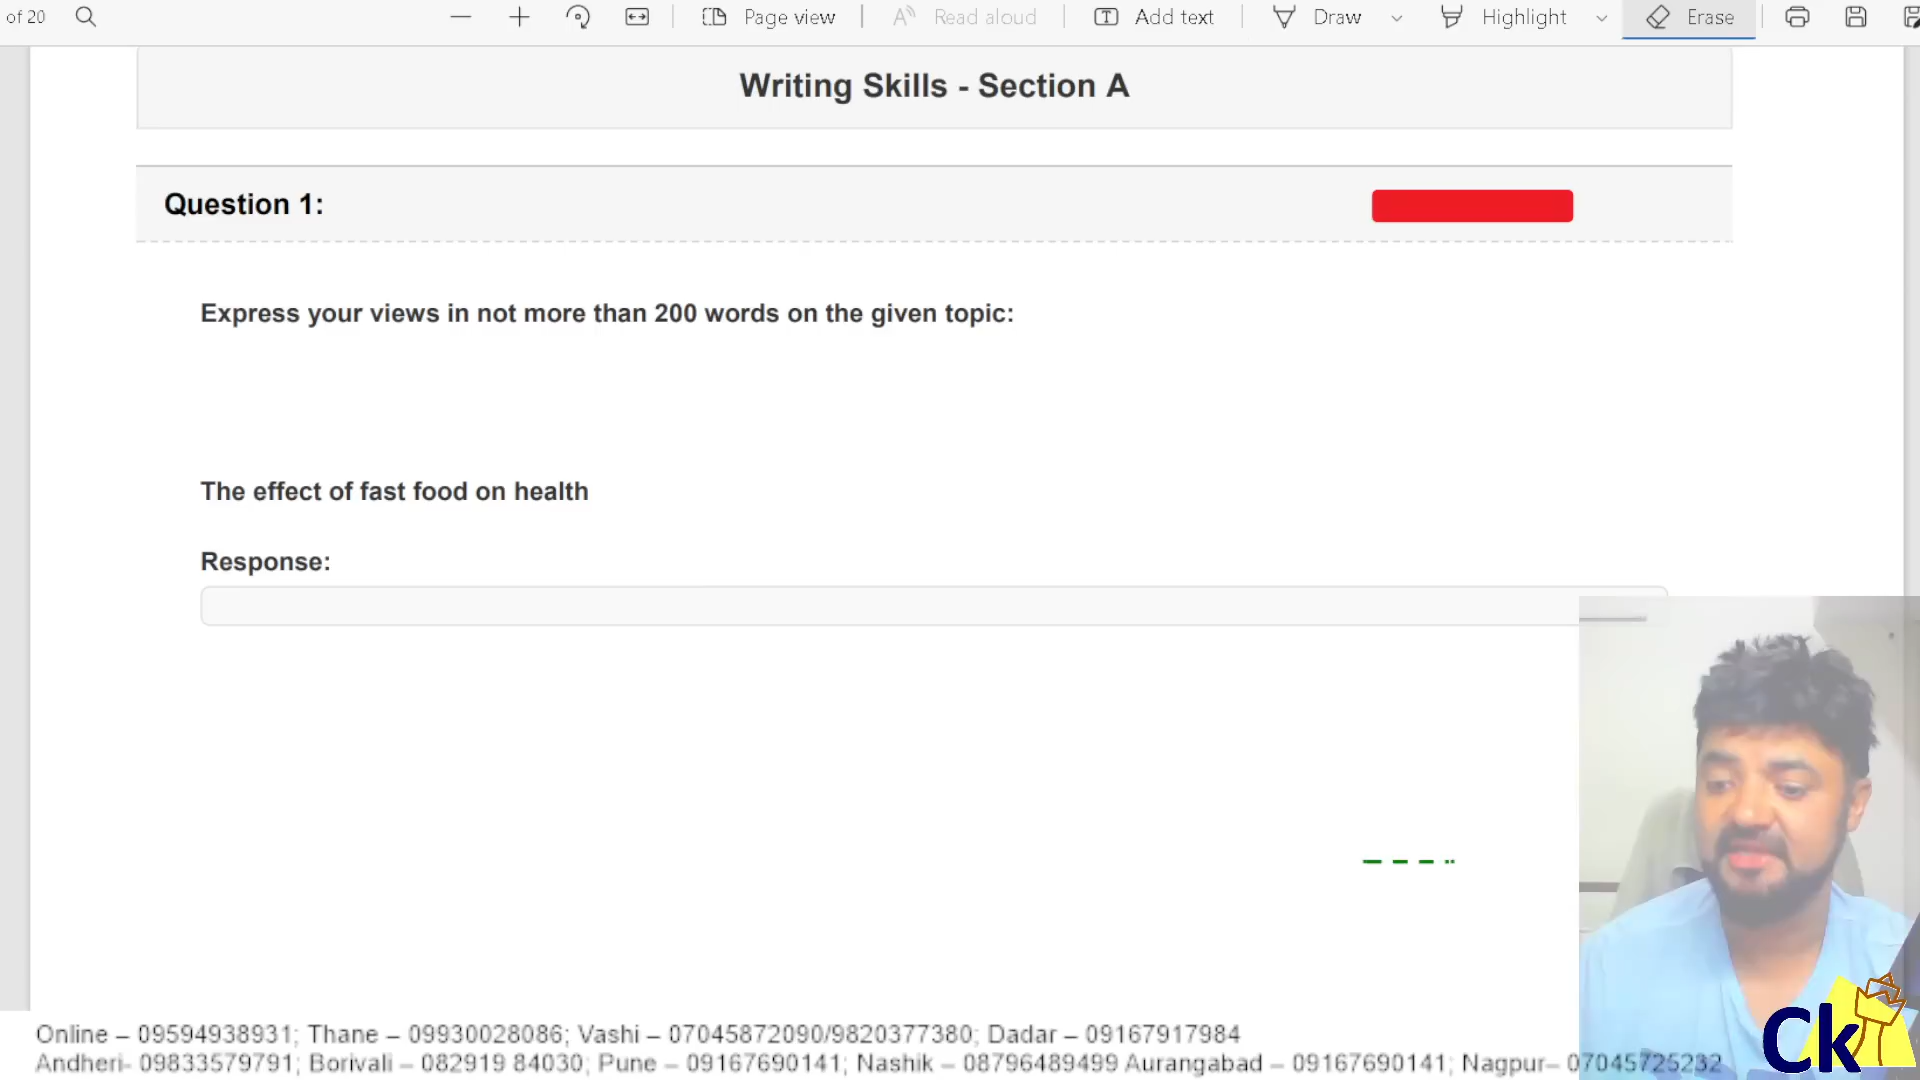 of 20 Page view Read aloud Add text Draw Highlight Erase
Writing Skills - Section A
Question 1:
Express your views in not more than 200 words on the given topic:
The effect of fast food on health
Response:
Online – 09594938931; Thane – 09930028086; Vashi – 07045872090/9820377380; Dadar – 09167917984
Andheri- 09833579791; Borivali – 082919 84030; Pune – 09167690141; Nashik – 08796489499 Aurangabad – 09167690141; Nagpur– 07045725232
Ck